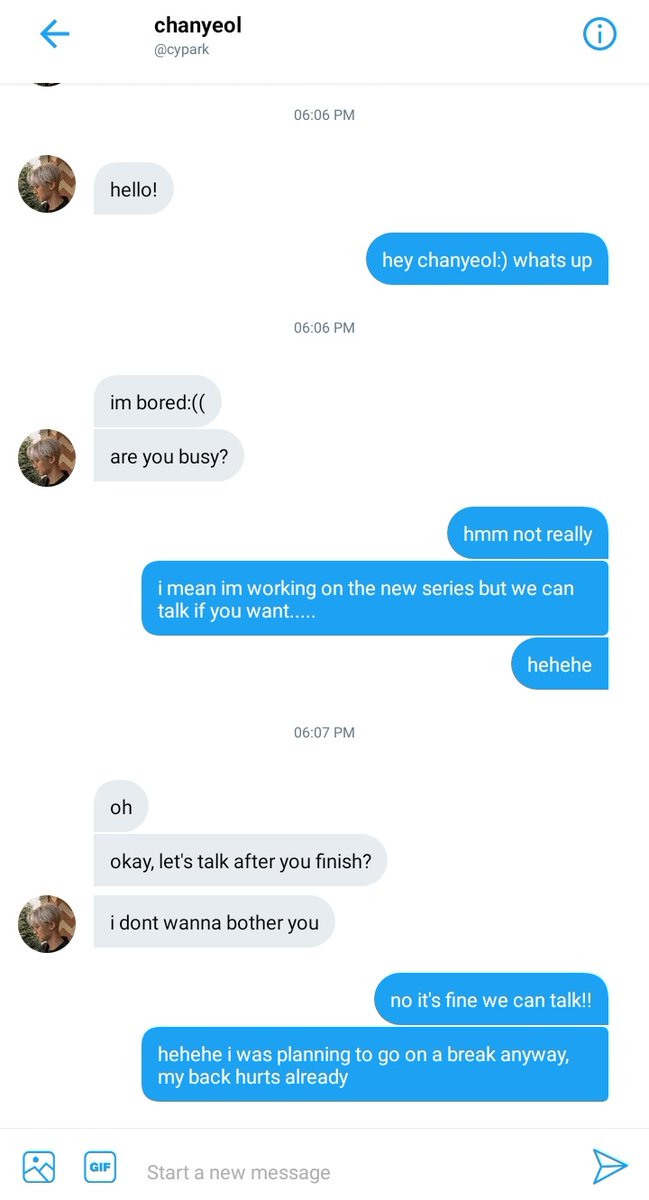 chanyeol
@cypark
06:06 PM
hello!
hey chanyeol:) whats up
06:06 PM
im bored:((
are you busy?
hmm not really
i mean im working on the new series but we can
talk if you want.....
hehehe
06:07 PM
oh
okay, let's talk after you finish?
i dont wanna bother you
no it's fine we can talk!!
hehehe i was planning to go on a break anyway,
my back hurts already
GIF
Start a new message